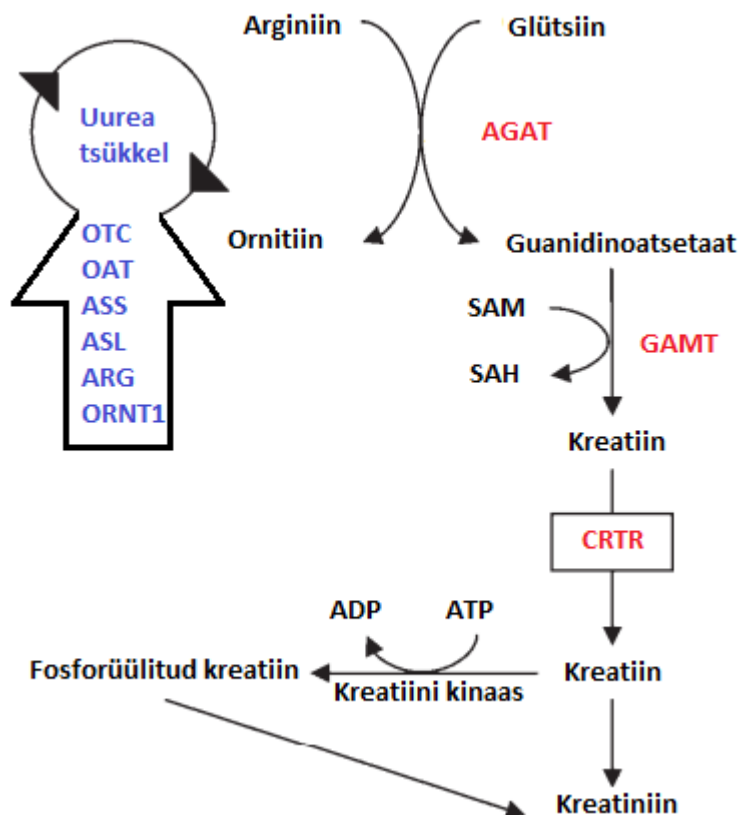 Arginiin
Glütsiin
Uurea
tsükkel
AGAT
OTC
OAT
ASS
ASL
ARG
ORNT1
Ornitiin
Guanidinoatsetaat
SAM
GAMT
SAH
Kreatiin
CRTR
ADP
ATP
Fosforüülitud kreatiin
Kreatiini kinaas
Kreatiin
Kreatiniin